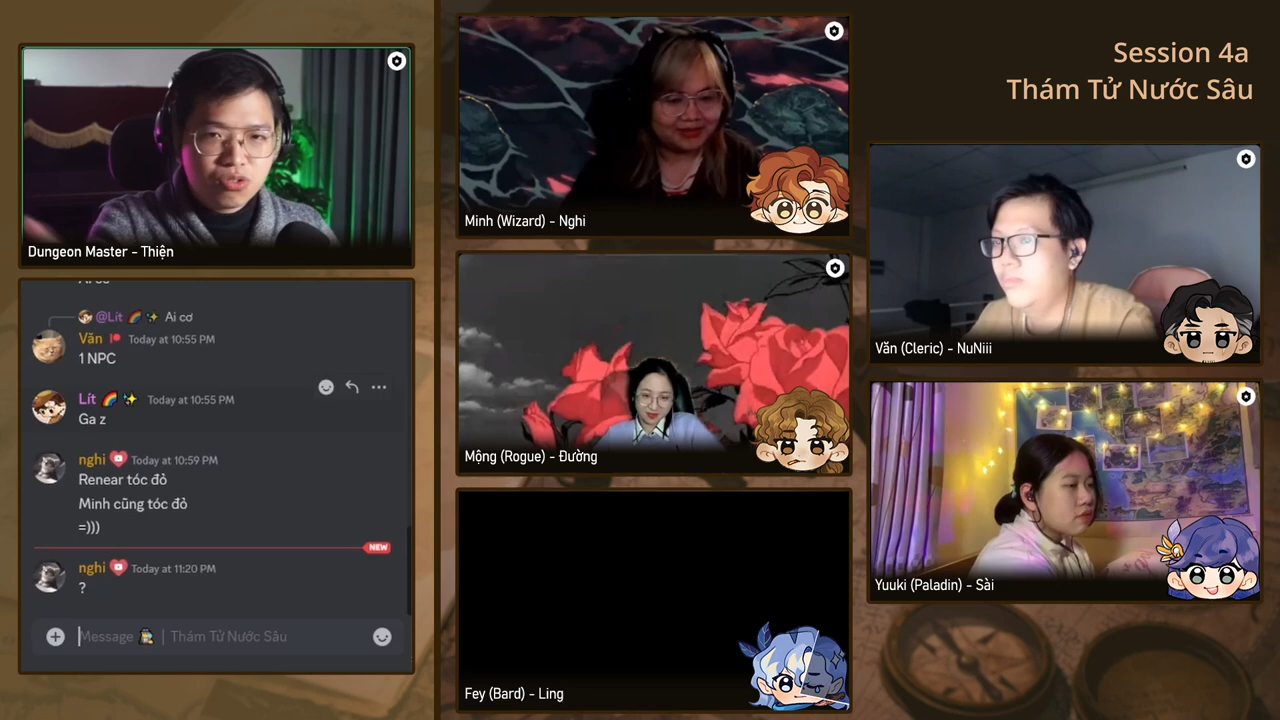 Session 4a
Thám Tử Nước Sâu
Dungeon Master - Thiện
@Lít 🌈 ✨ Ai cơ
Văn Today at 10:55 PM
1 NPC
Lít 🌈 ✨ Today at 10:55 PM
Ga z
nghi Today at 10:59 PM
Renear tóc đỏ
Minh cũng tóc đỏ
=)))
NEW
nghi Today at 11:20 PM
?
Message | Thám Tử Nước Sâu
Minh (Wizard) - Nghi
Mộng (Rogue) - Đường
Fey (Bard) - Ling
Văn (Cleric) - NuNiii
Yuuki (Paladin) - Sài